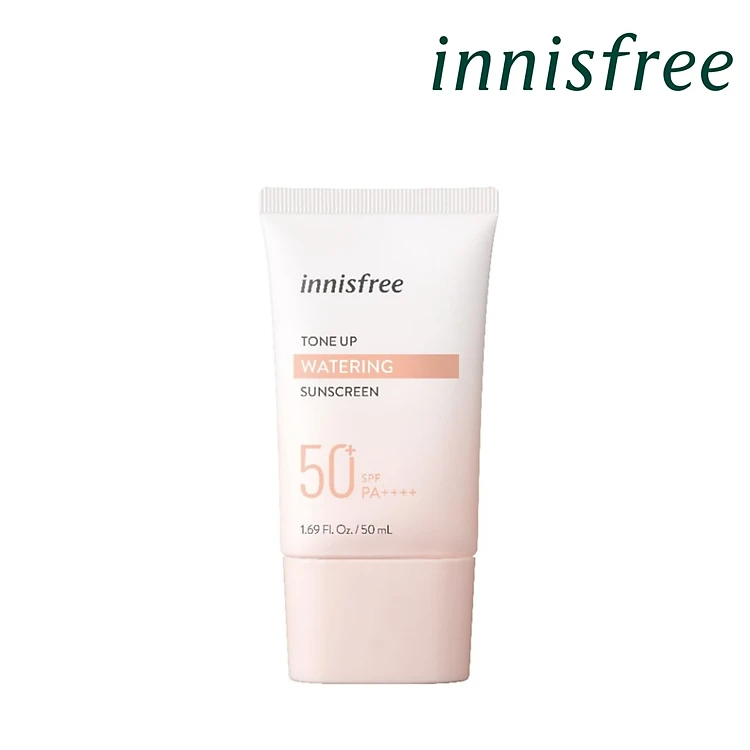 innisfree
innisfree
TONE UP
WATERING
SUNSCREEN
50+ SPF
PA++++
1.69 Fl. Oz. / 50 mL